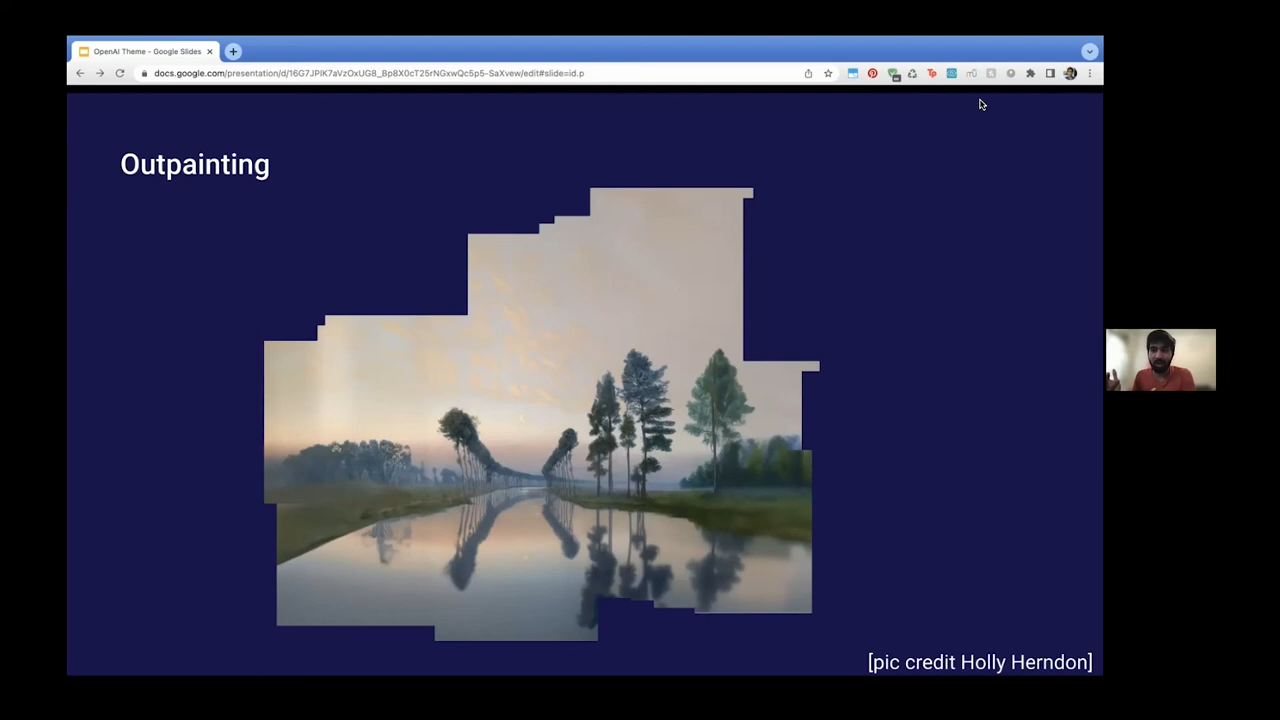 OpenAI Theme - Google Slides
docs.google.com/presentation/d/16G7JPlK7aVzOxUG8_Bp8X0cT25rNGxwQc5p5-SaXvew/edit#slide=id.p
Outpainting
[pic credit Holly Herndon]